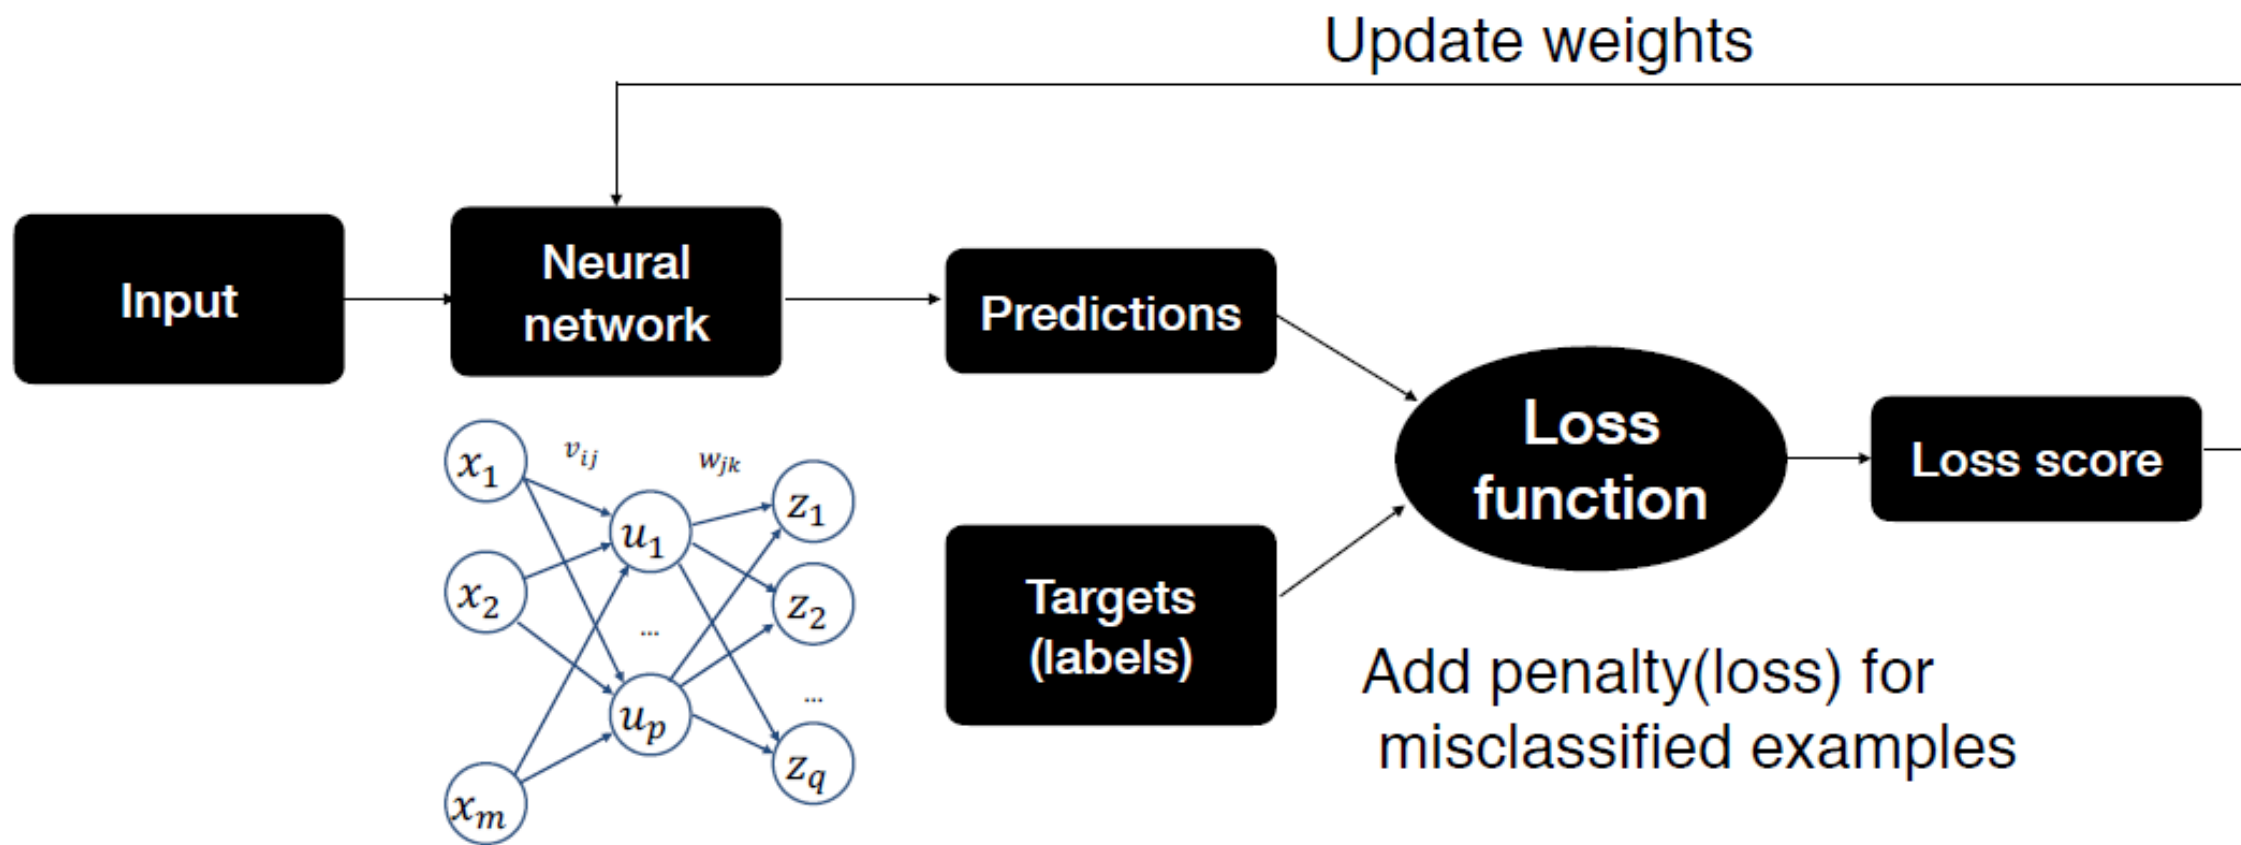 Update weights
Input
Neural
network
Predictions
Loss
function
Loss score
Targets
(labels)
Add penalty(loss) for
misclassified examples
x₁
x₂
xₘ
vᵢⱼ
u₁
...
uₚ
wⱼₖ
z₁
z₂
...
z_q